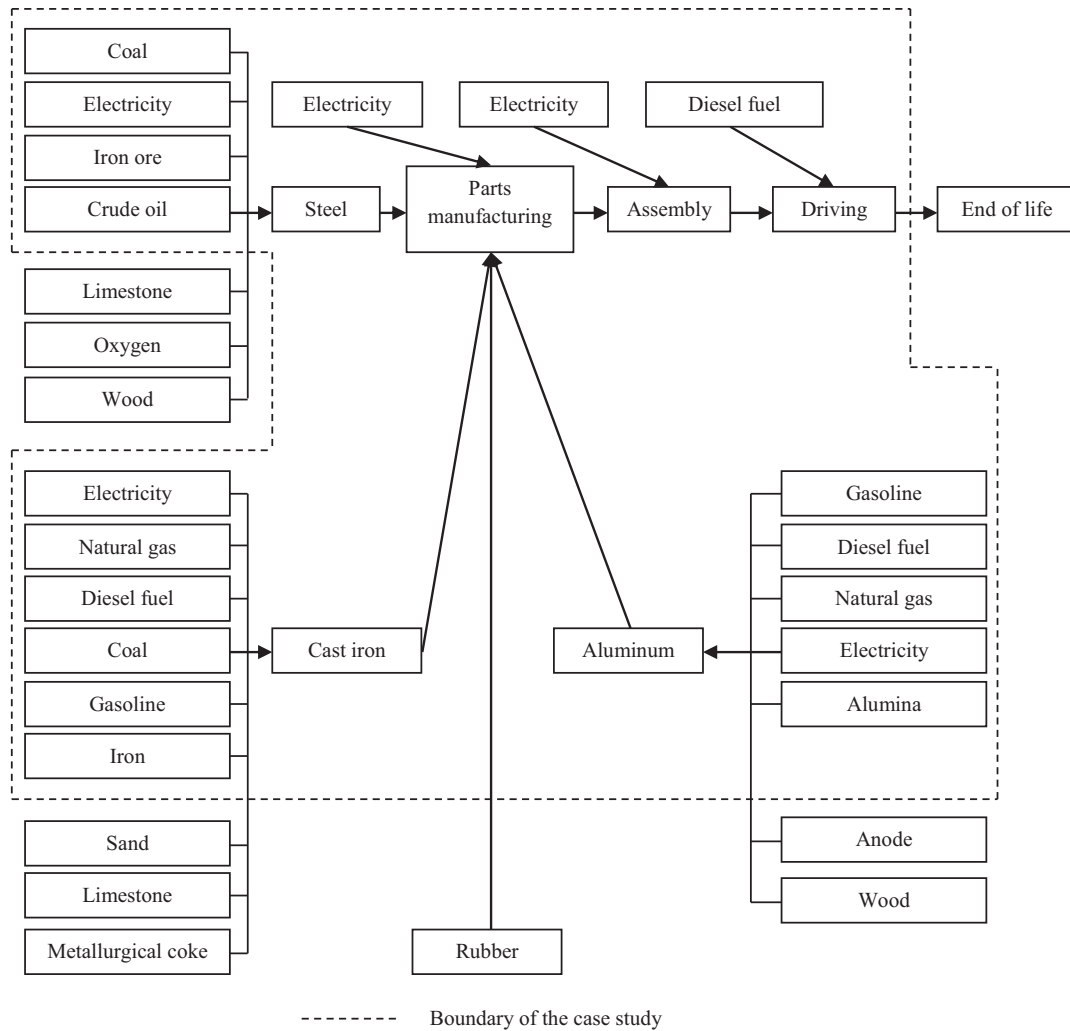 Coal
Electricity
Electricity
Electricity
Diesel fuel
Iron ore
Crude oil
Steel
Parts
manufacturing
Assembly
Driving
End of life
Limestone
Oxygen
Wood
Electricity
Natural gas
Diesel fuel
Coal
Gasoline
Iron
Cast iron
Aluminum
Gasoline
Diesel fuel
Natural gas
Electricity
Alumina
Sand
Limestone
Metallurgical coke
Rubber
Anode
Wood
Boundary of the case study